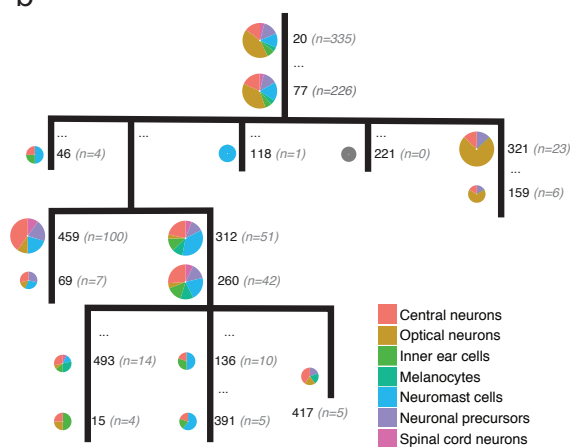 b
20 (n=335)
...
77 (n=226)
... ... ... ...
46 (n=4) 118 (n=1) 221 (n=0) 321 (n=23)
...
159 (n=6)
459 (n=100) 312 (n=51)
69 (n=7) 260 (n=42)
... ...
493 (n=14) 136 (n=10)
...
417 (n=5)
15 (n=4) 391 (n=5)
Central neurons
Optical neurons
Inner ear cells
Melanocytes
Neuromast cells
Neuronal precursors
Spinal cord neurons